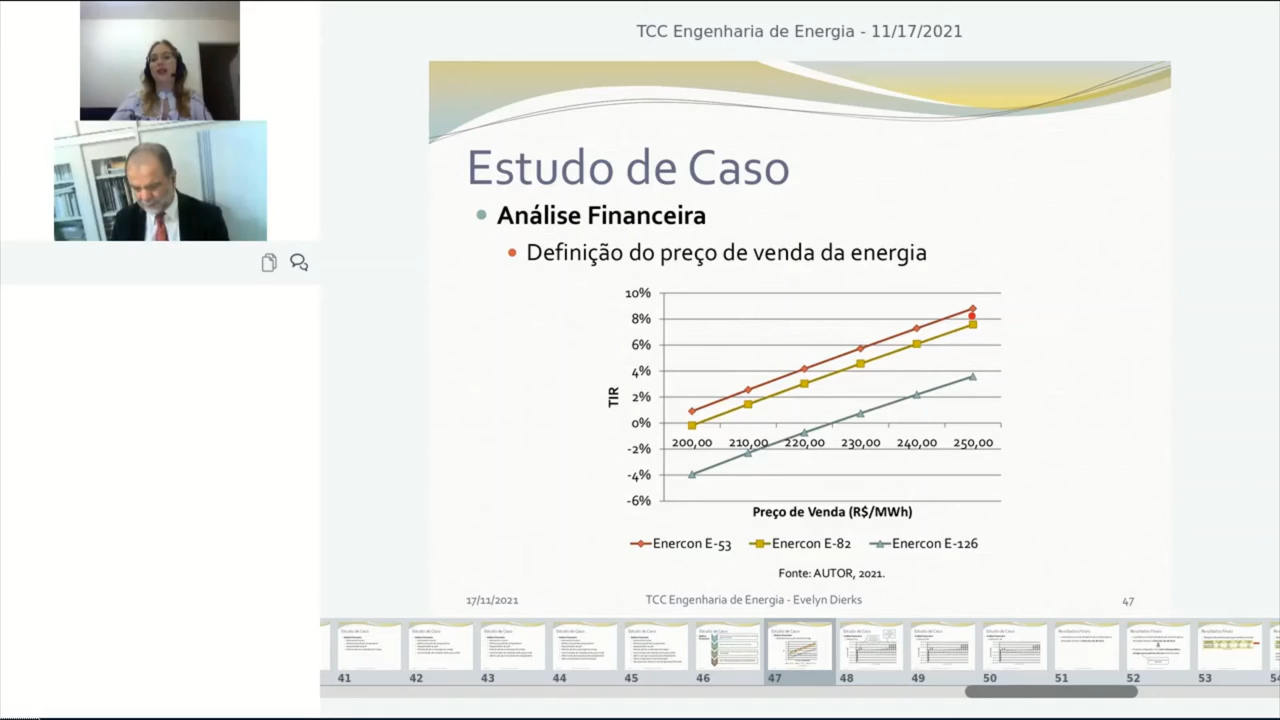 TCC Engenharia de Energia - 11/17/2021
Estudo de Caso
Análise Financeira
Definição do preço de venda da energia
10%
8%
6%
4%
2%
0%
-2%
-4%
-6%
TIR
200,00 210,00 220,00 230,00 240,00 250,00
Preço de Venda (R$/MWh)
Enercon E-53 Enercon E-82 Enercon E-126
Fonte: AUTOR, 2021.
17/11/2021 TCC Engenharia de Energia - Evelyn Dierks 47
41 42 43 44 45 46 47 48 49 50 51 52 53